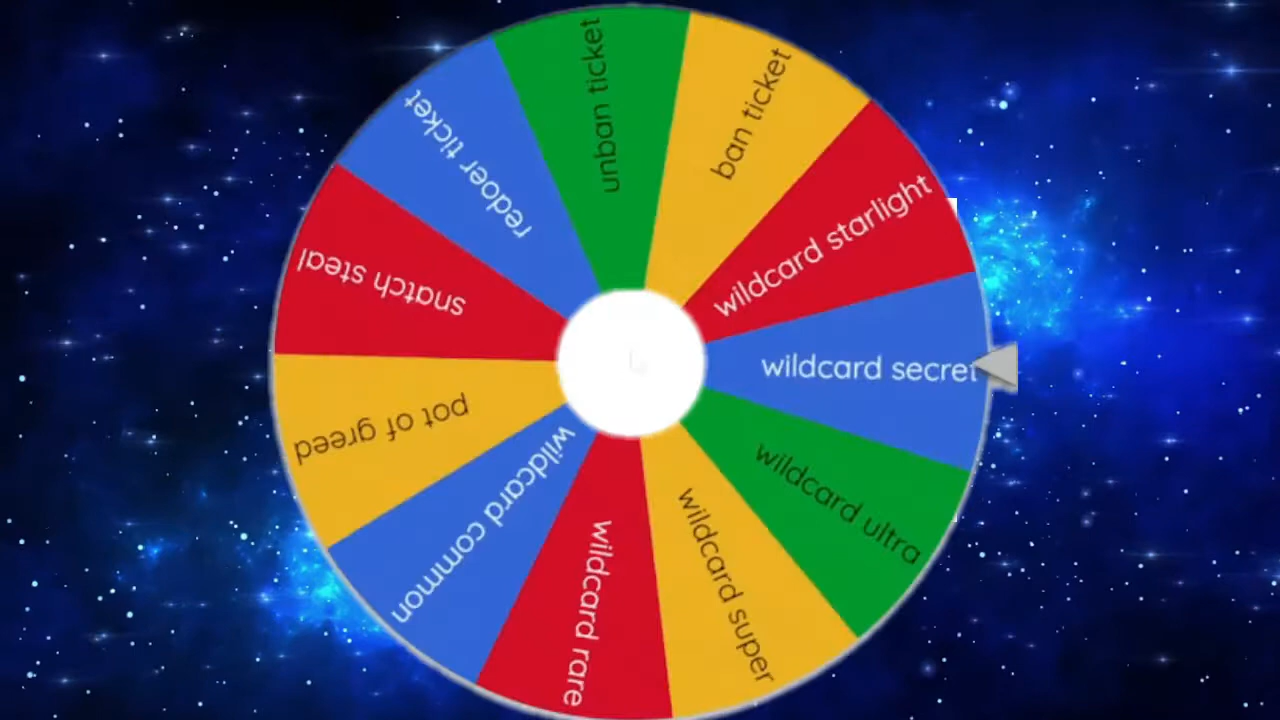 unban ticket
ban ticket
wildcard starlight
wildcard secret
wildcard ultra
wildcard super
wildcard rare
wildcard common
pot of greed
snatch steal
redoer ticket